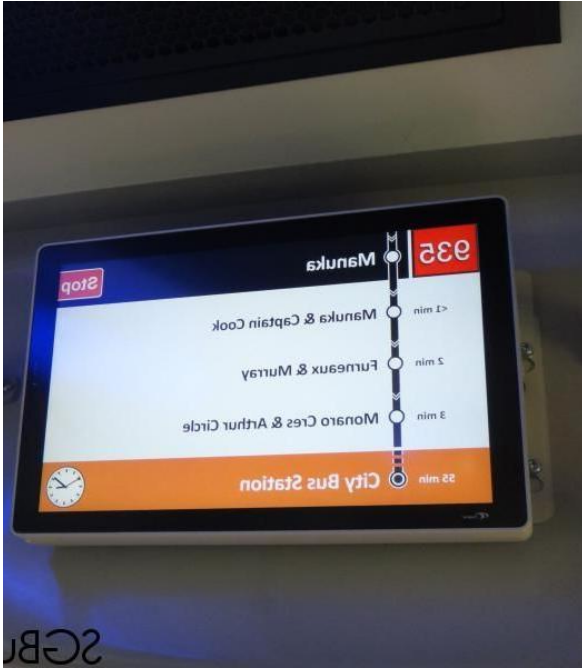 935
Manuka
Stop
<1 min Manuka & Captain Cook
2 min Furneaux & Murray
3 min Monaro Cres & Arthur Circle
55 min City Bus Station